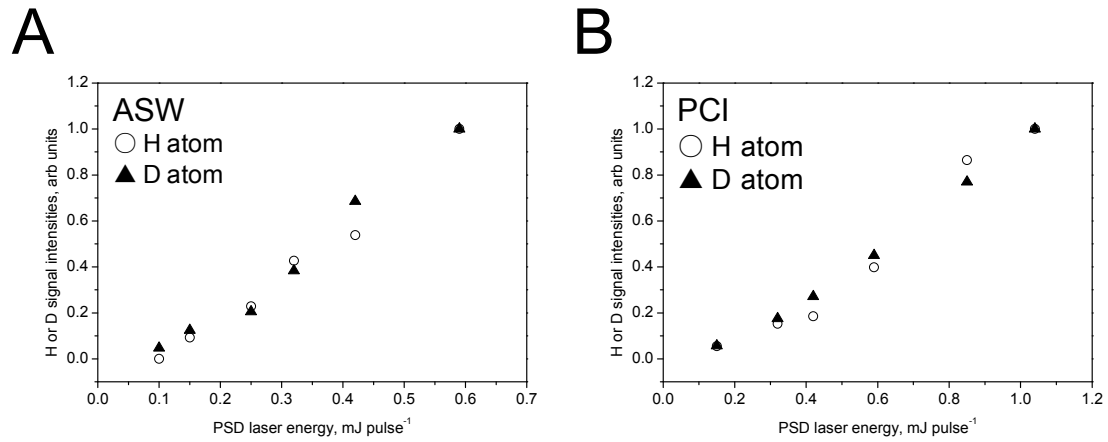 A
ASW
H atom
D atom
H or D signal intensities, arb units
1.2
1.0
0.8
0.6
0.4
0.2
0.0
0.0 0.1 0.2 0.3 0.4 0.5 0.6 0.7
PSD laser energy, mJ pulse⁻¹
B
PCI
H atom
D atom
H or D signal intensities, arb units
1.2
1.0
0.8
0.6
0.4
0.2
0.0
0.0 0.2 0.4 0.6 0.8 1.0 1.2
PSD laser energy, mJ pulse⁻¹